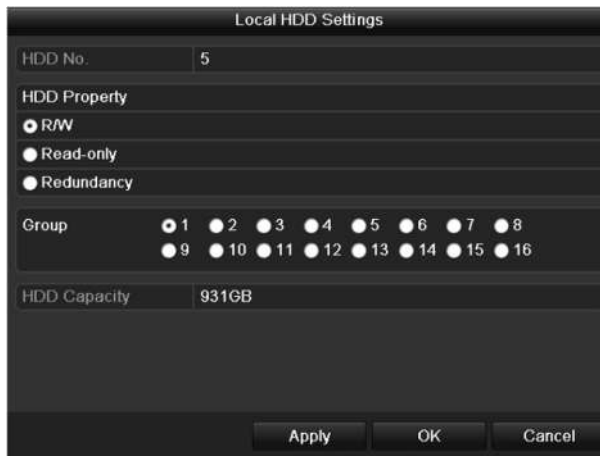 Local HDD Settings
HDD No. 5
HDD Property
R/W
Read-only
Redundancy
Group 1 2 3 4 5 6 7 8
9 10 11 12 13 14 15 16
HDD Capacity 931GB
Apply OK Cancel